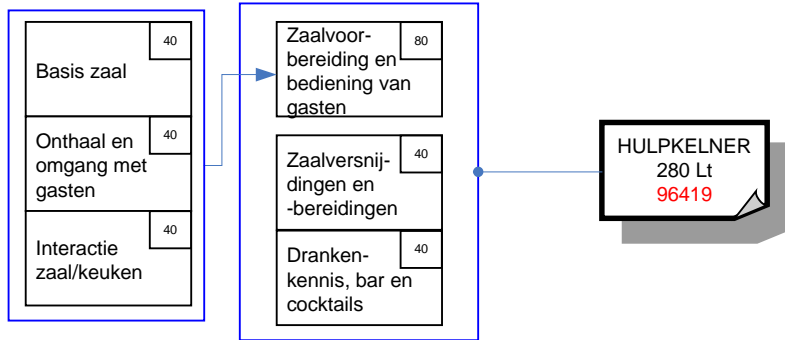 40
Basis zaal
40
Onthaal en
omgang met
gasten
40
Interactie
zaal/keuken
80
Zaalvoor-
bereiding en
bediening van
gasten
40
Zaalversnij-
dingen en
-bereidingen
40
Dranken-
kennis, bar en
cocktails
HULPKELNER
280 Lt
96419